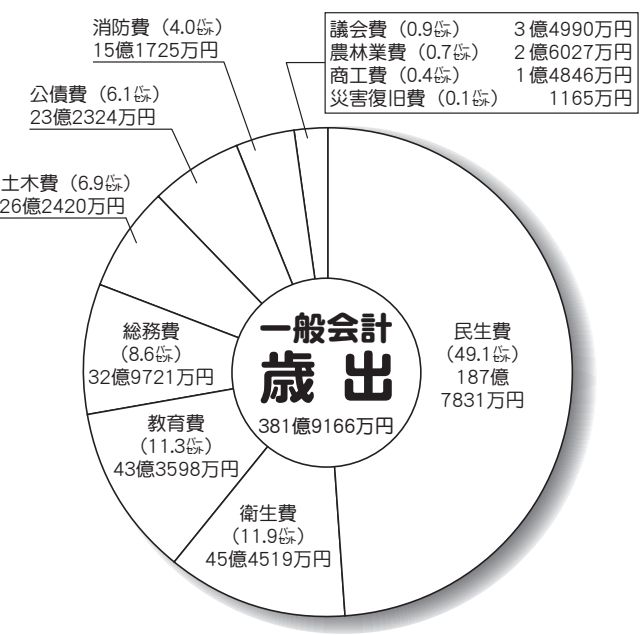 消防費（4.0㌫）
15億1725万円
議会費（0.9㌫）　3億4990万円
農林業費（0.7㌫）　2億6027万円
商工費（0.4㌫）　1億4846万円
災害復旧費（0.1㌫）　1165万円
公債費（6.1㌫）
23億2324万円
土木費（6.9㌫）
26億2420万円
総務費
（8.6㌫）
32億9721万円
教育費
（11.3㌫）
43億3598万円
衛生費
（11.9㌫）
45億4519万円
民生費
（49.1㌫）
187億
7831万円
一般会計
歳出
381億9166万円